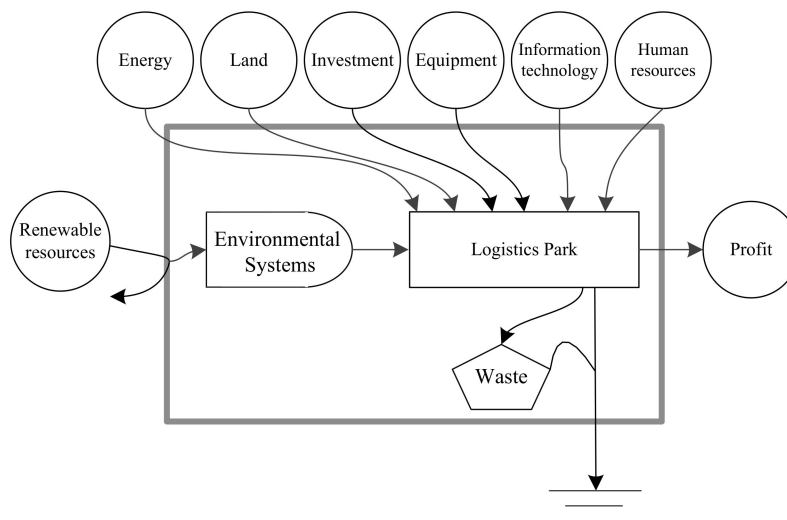 Energy
Land
Investment
Equipment
Information
technology
Human
resources
Renewable
resources
Environmental
Systems
Logistics Park
Profit
Waste